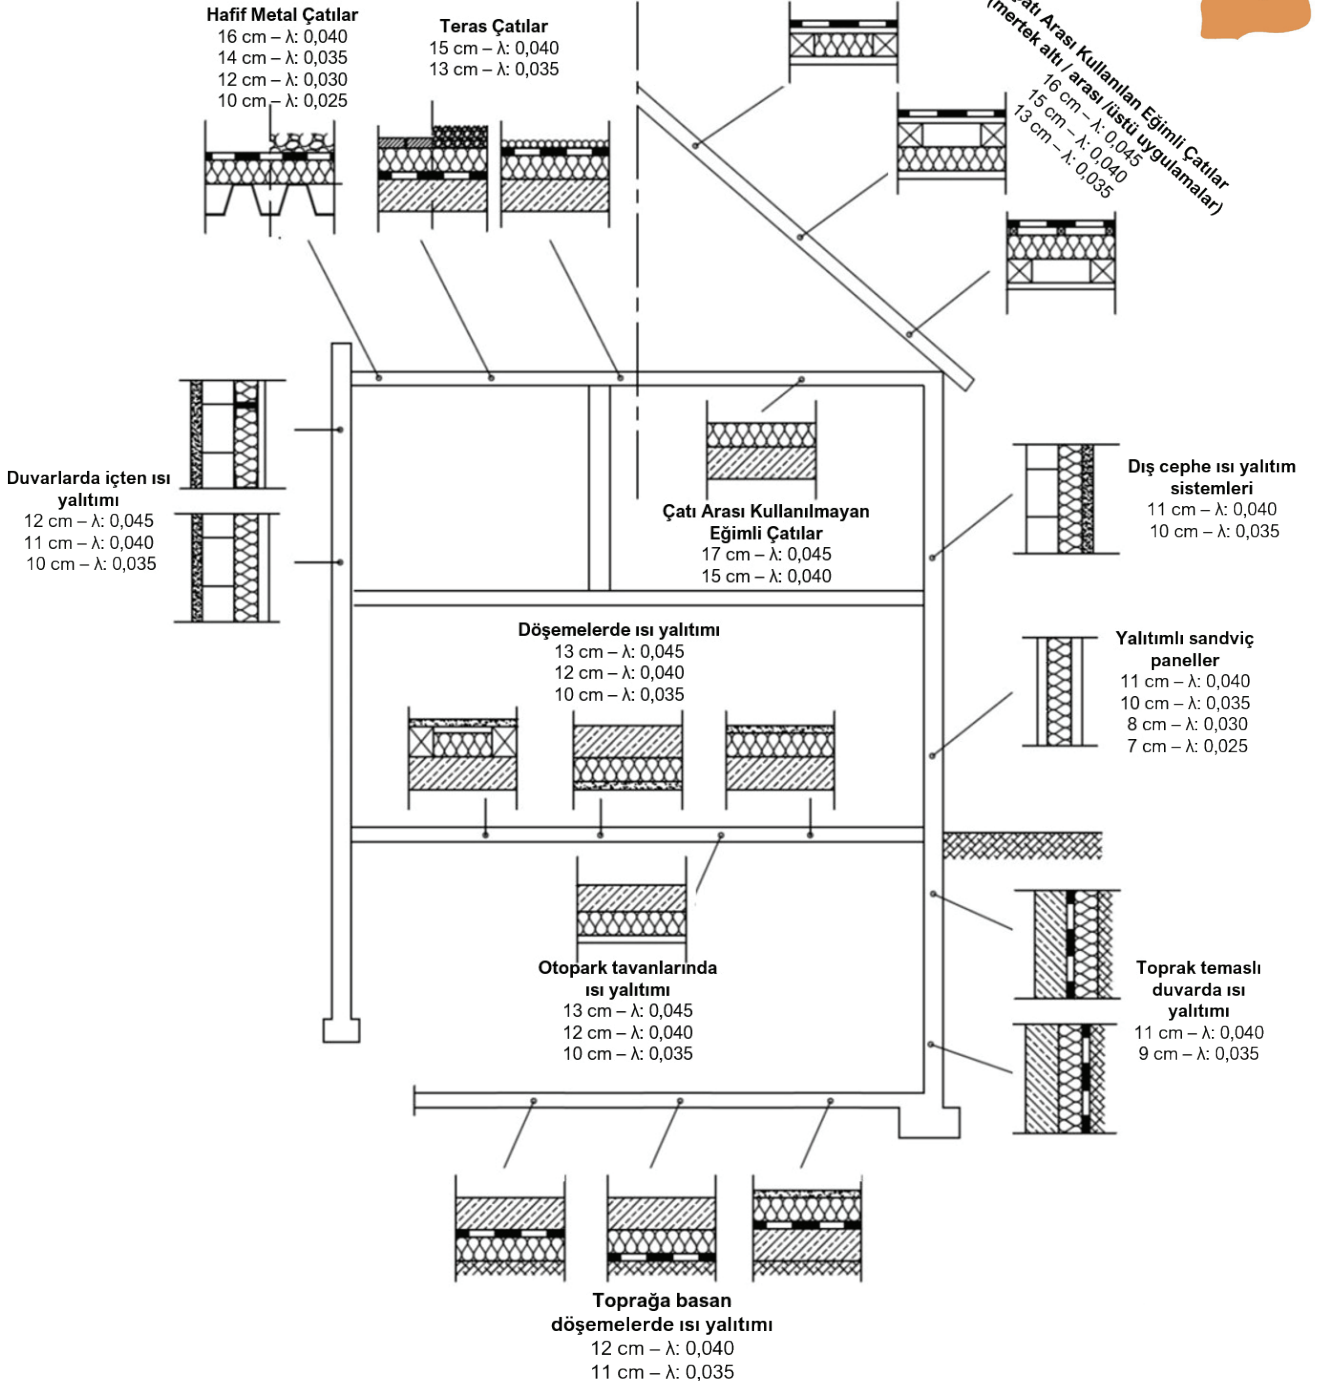 Hafif Metal Çatılar
16 cm – λ: 0,040
14 cm – λ: 0,035
12 cm – λ: 0,030
10 cm – λ: 0,025
Teras Çatılar
15 cm – λ: 0,040
13 cm – λ: 0,035
Arası Kullanılan Eğimli Çatılar
(mertek altı / arası /üstü uygulamalar)
16 cm – λ: 0,045
15 cm – λ: 0,040
13 cm – λ: 0,035
Duvarlarda içten ısı
yalıtımı
12 cm – λ: 0,045
11 cm – λ: 0,040
10 cm – λ: 0,035
Çatı Arası Kullanılmayan
Eğimli Çatılar
17 cm – λ: 0,045
15 cm – λ: 0,040
Dış cephe ısı yalıtım
sistemleri
11 cm – λ: 0,040
10 cm – λ: 0,035
Döşemelerde ısı yalıtımı
13 cm – λ: 0,045
12 cm – λ: 0,040
10 cm – λ: 0,035
Yalıtımlı sandviç
paneller
11 cm – λ: 0,040
10 cm – λ: 0,035
8 cm – λ: 0,030
7 cm – λ: 0,025
Otopark tavanlarında
ısı yalıtımı
13 cm – λ: 0,045
12 cm – λ: 0,040
10 cm – λ: 0,035
Toprak temaslı
duvarda ısı
yalıtımı
11 cm – λ: 0,040
9 cm – λ: 0,035
Toprağa basan
döşemelerde ısı yalıtımı
12 cm – λ: 0,040
11 cm – λ: 0,035